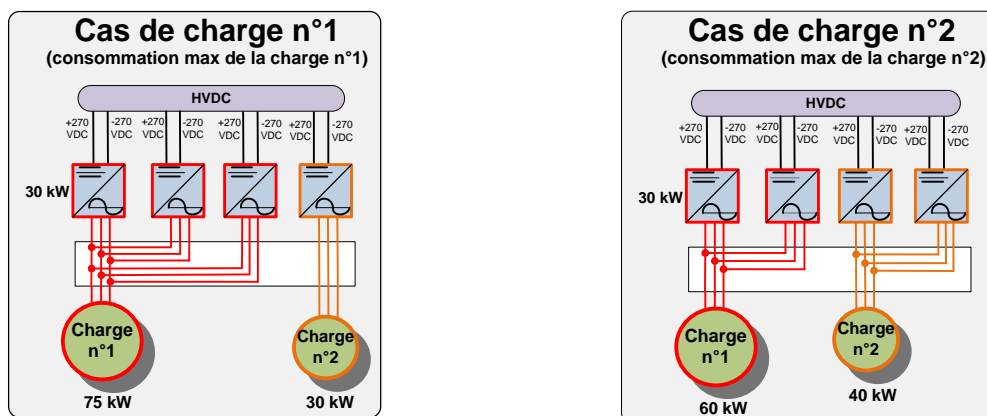 Cas de charge n°1
(consommation max de la charge n°1)
HVDC
+270 -270 +270 -270 +270 -270 +270 -270
VDC VDC VDC VDC VDC VDC VDC VDC
30 kW
Charge
n°1
Charge
n°2
75 kW
30 kW
Cas de charge n°2
(consommation max de la charge n°2)
HVDC
+270 -270 +270 -270 +270 -270 +270 -270
VDC VDC VDC VDC VDC VDC VDC VDC
30 kW
Charge
n°1
Charge
n°2
60 kW
40 kW